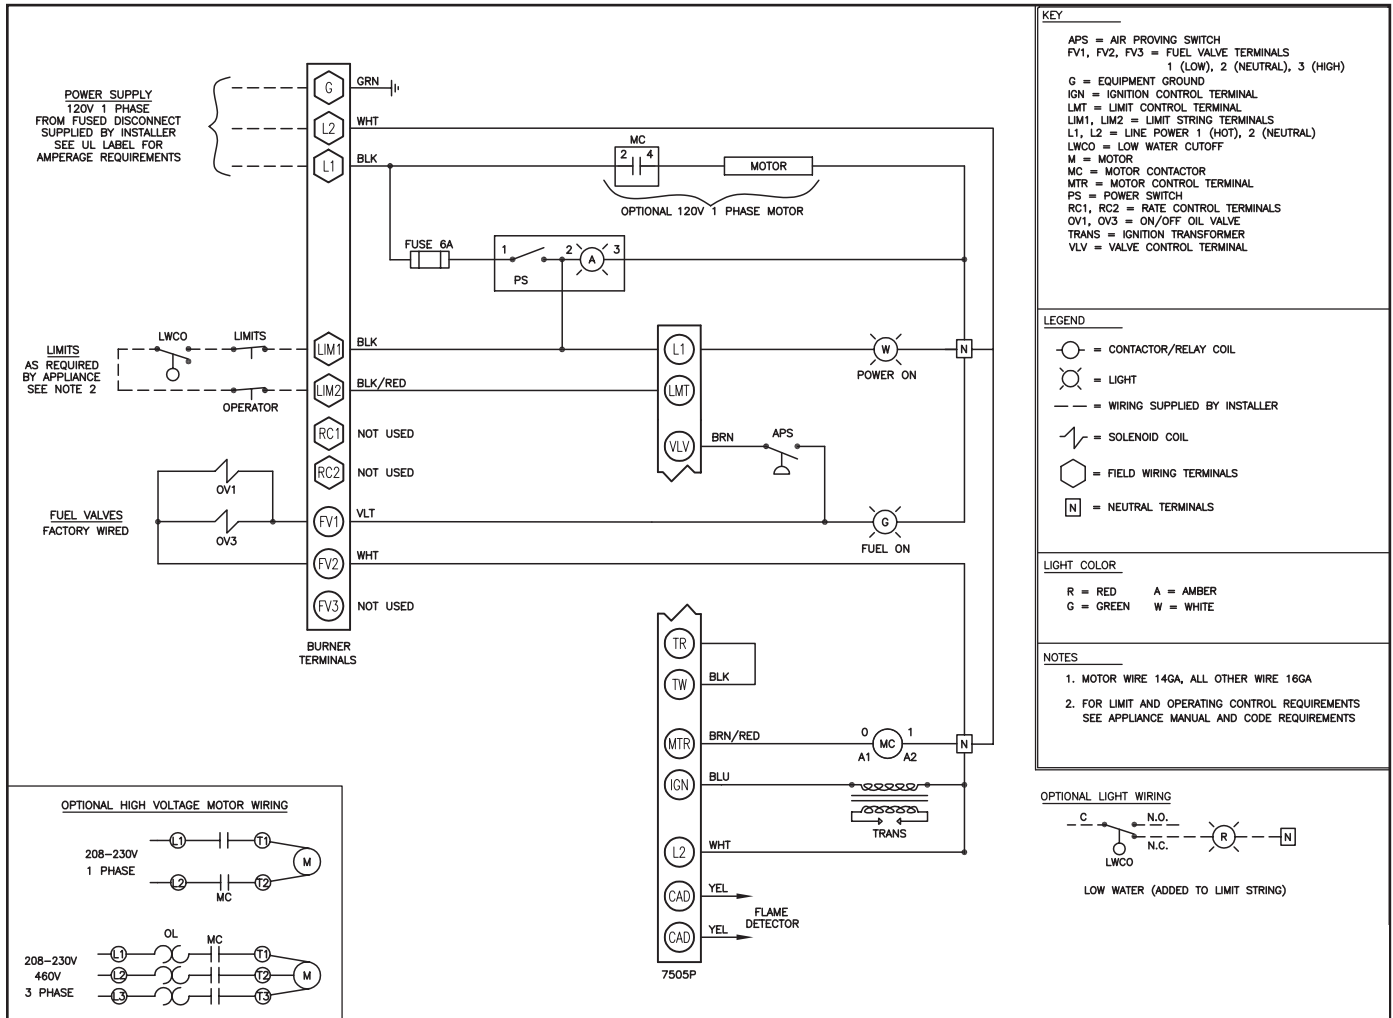 POWER SUPPLY
120V 1 PHASE
FROM FUSED DISCONNECT
SUPPLIED BY INSTALLER
SEE UL LABEL FOR
AMPERAGE REQUIREMENTS
G
GRN
L2
WHT
L1
BLK
MC
2 4
MOTOR
OPTIONAL 120V 1 PHASE MOTOR
FUSE 6A
1
2
A
3
PS
LIMITS
AS REQUIRED
BY APPLIANCE
SEE NOTE 2
LWCO
LIMITS
OPERATOR
LIM1
BLK
LIM2
BLK/RED
RC1
NOT USED
RC2
NOT USED
L1
LMT
VLV
BRN
APS
W
POWER ON
N
FUEL VALVES
FACTORY WIRED
OV1
OV3
FV1
VLT
G
FUEL ON
FV2
WHT
FV3
NOT USED
BURNER
TERMINALS
TR
TW
BLK
MTR
BRN/RED
0
MC
1
A1
A2
N
IGN
BLU
TRANS
L2
WHT
CAD
YEL
CAD
YEL
FLAME
DETECTOR
7505P
OPTIONAL HIGH VOLTAGE MOTOR WIRING
208-230V
1 PHASE
L1
T1
L2
T2
MC
M
208-230V
460V
3 PHASE
OL
MC
L1
T1
L2
T2
L3
T3
M
KEY
APS = AIR PROVING SWITCH
FV1, FV2, FV3 = FUEL VALVE TERMINALS
1 (LOW), 2 (NEUTRAL), 3 (HIGH)
G = EQUIPMENT GROUND
IGN = IGNITION CONTROL TERMINAL
LMT = LIMIT CONTROL TERMINAL
LIM1, LIM2 = LIMIT STRING TERMINALS
L1, L2 = LINE POWER 1 (HOT), 2 (NEUTRAL)
LWCO = LOW WATER CUTOFF
M = MOTOR
MC = MOTOR CONTACTOR
MTR = MOTOR CONTROL TERMINAL
PS = POWER SWITCH
RC1, RC2 = RATE CONTROL TERMINALS
OV1, OV3 = ON/OFF OIL VALVE
TRANS = IGNITION TRANSFORMER
VLV = VALVE CONTROL TERMINAL
LEGEND
= CONTACTOR/RELAY COIL
= LIGHT
= WIRING SUPPLIED BY INSTALLER
= SOLENOID COIL
= FIELD WIRING TERMINALS
N = NEUTRAL TERMINALS
LIGHT COLOR
R = RED A = AMBER
G = GREEN W = WHITE
NOTES
1. MOTOR WIRE 14GA, ALL OTHER WIRE 16GA
2. FOR LIMIT AND OPERATING CONTROL REQUIREMENTS
SEE APPLIANCE MANUAL AND CODE REQUIREMENTS
OPTIONAL LIGHT WIRING
C
N.O.
N.C.
LWCO
R
N
LOW WATER (ADDED TO LIMIT STRING)